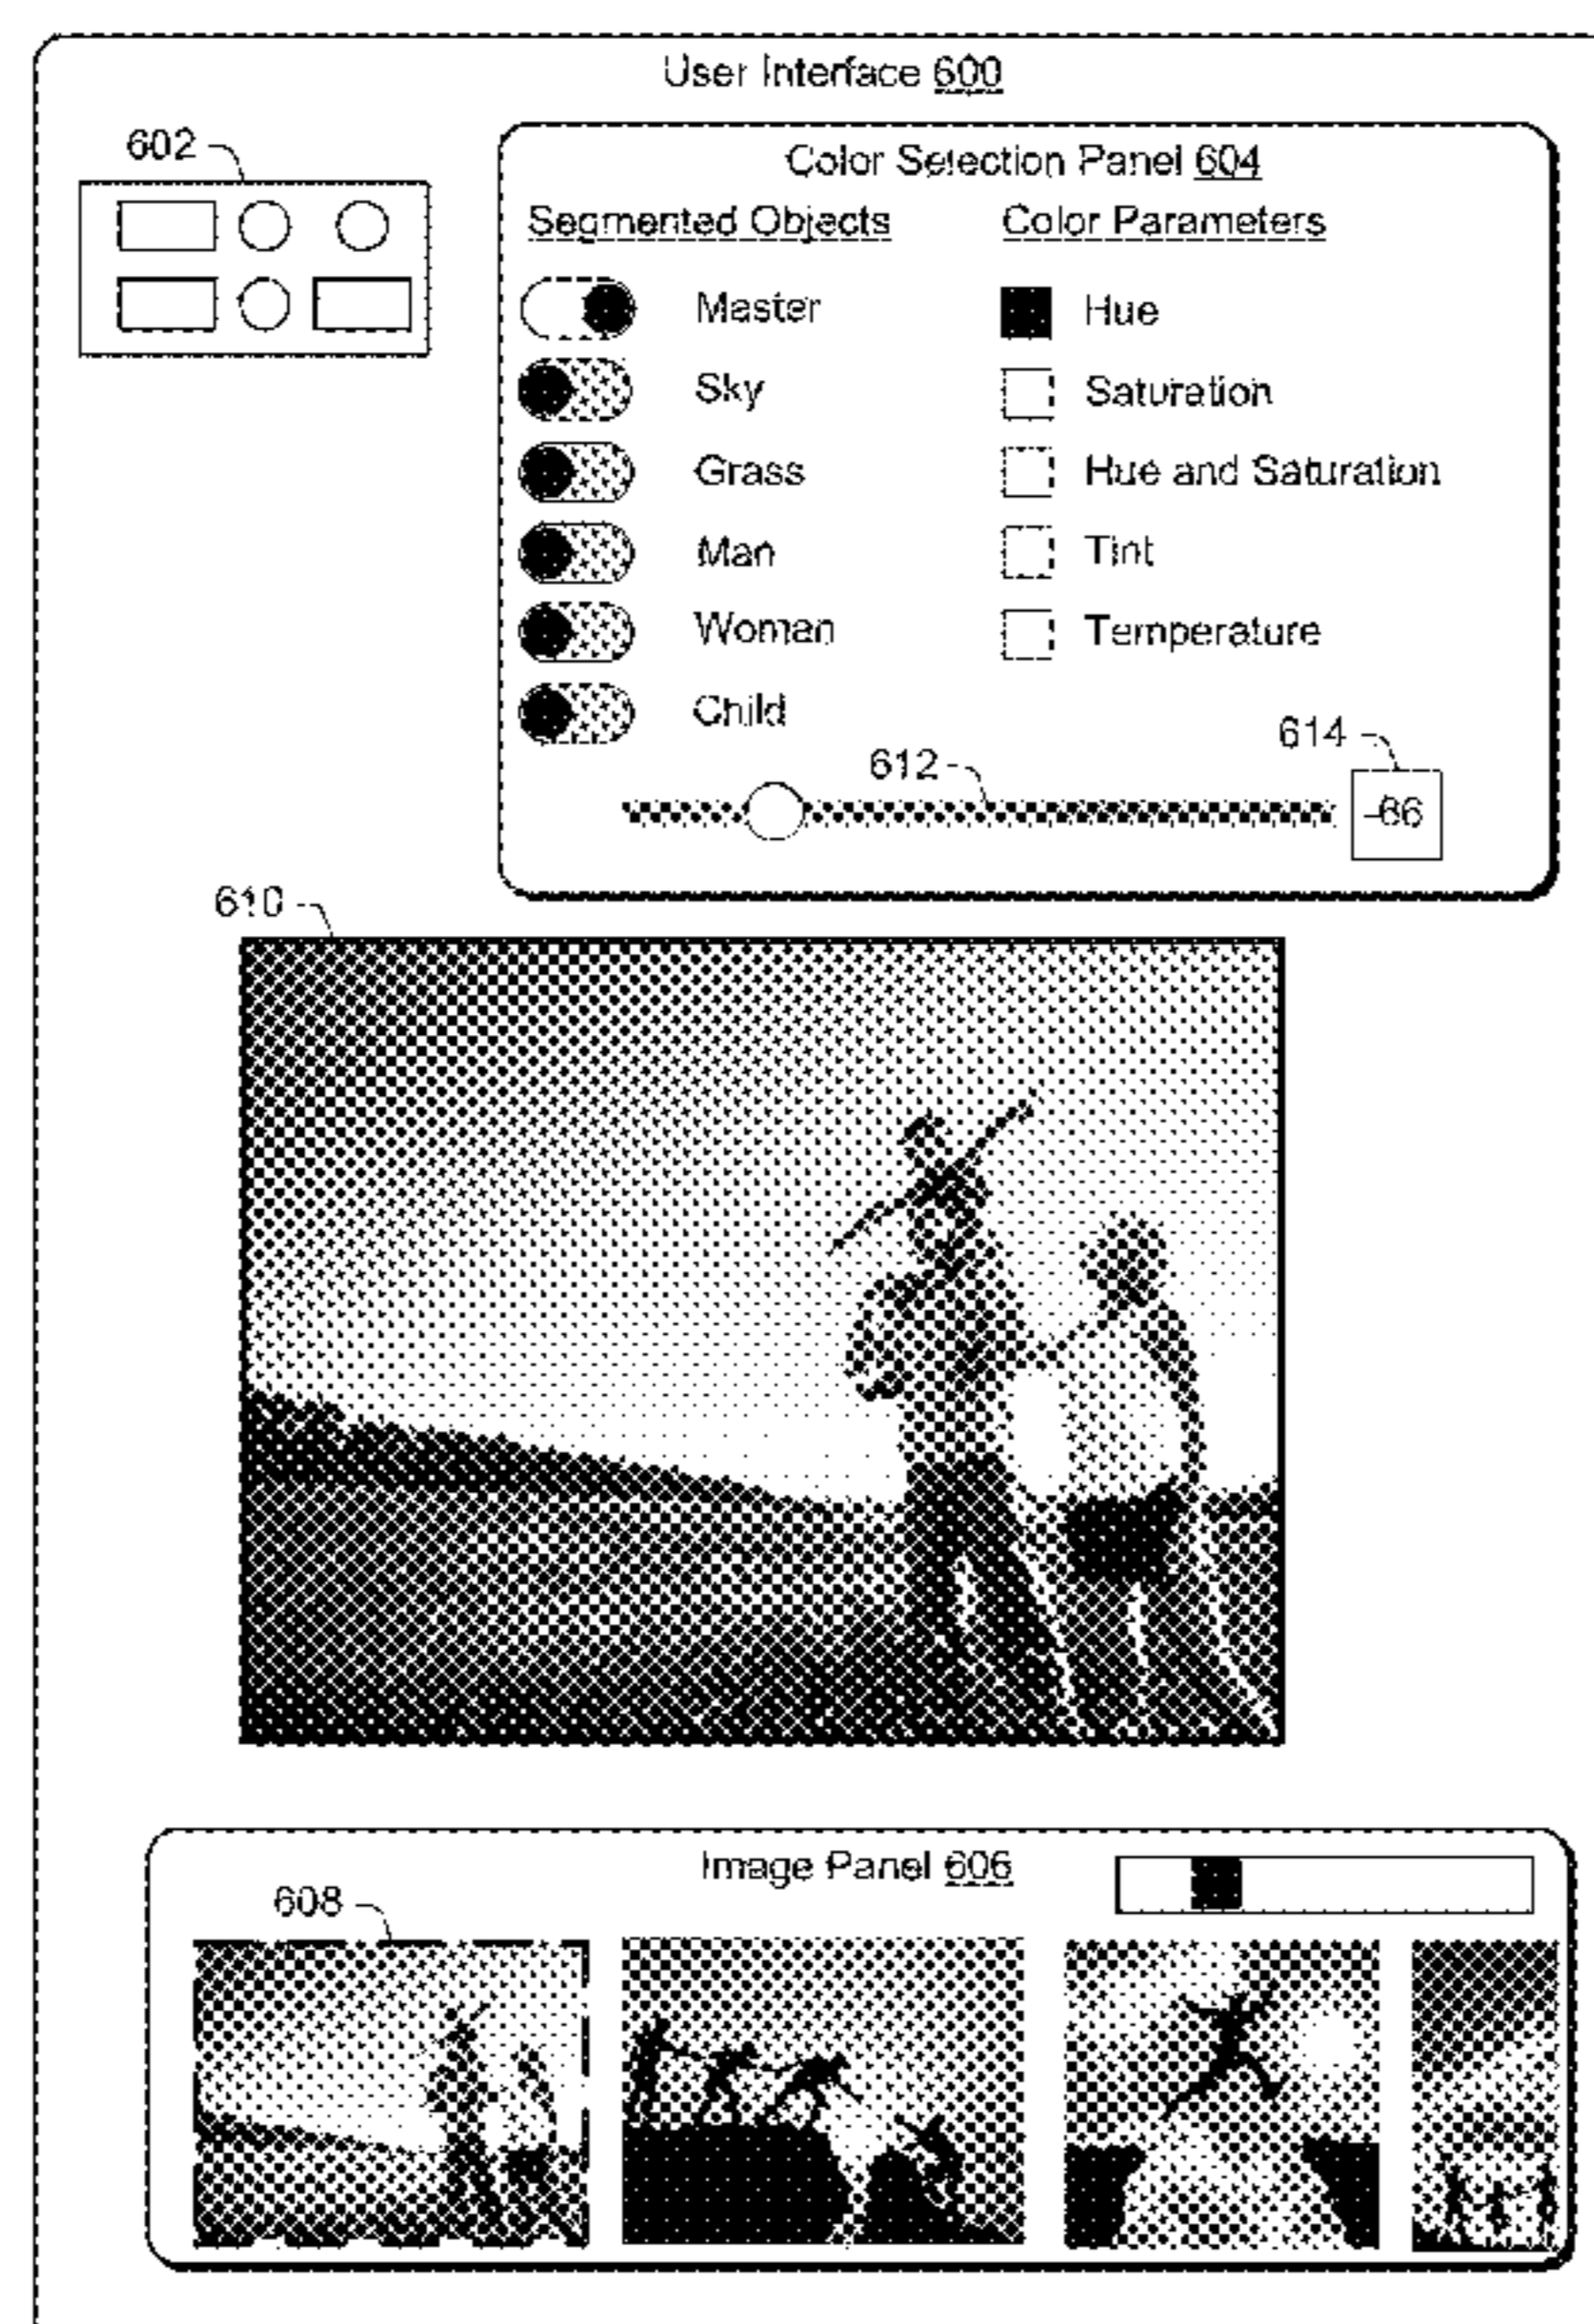 User Interface 600
602
Color Selection Panel 604
Segmented Objects Color Parameters
Master Hue
Sky Saturation
Grass Hue and Saturation
Man Tint
Woman Temperature
Child
614
612
610
Image Panel 606
608